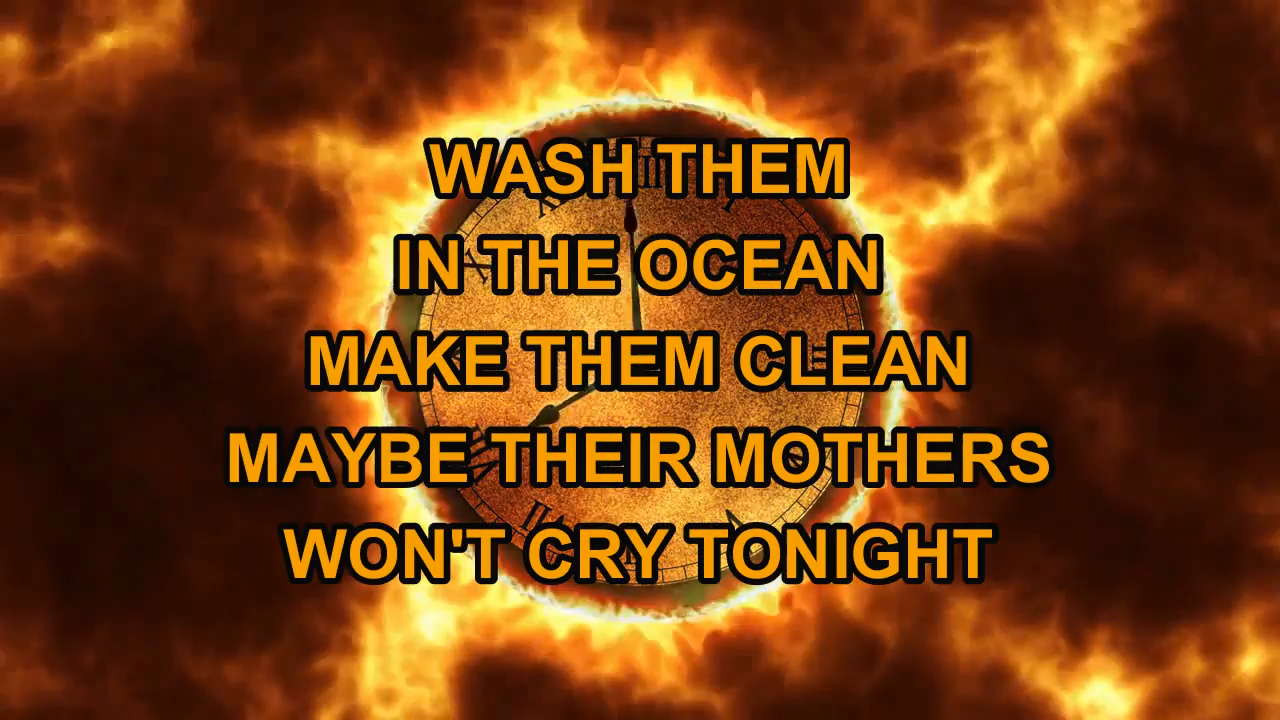 WASH THEM
IN THE OCEAN
MAKE THEM CLEAN
MAYBE THEIR MOTHERS
WON'T CRY TONIGHT